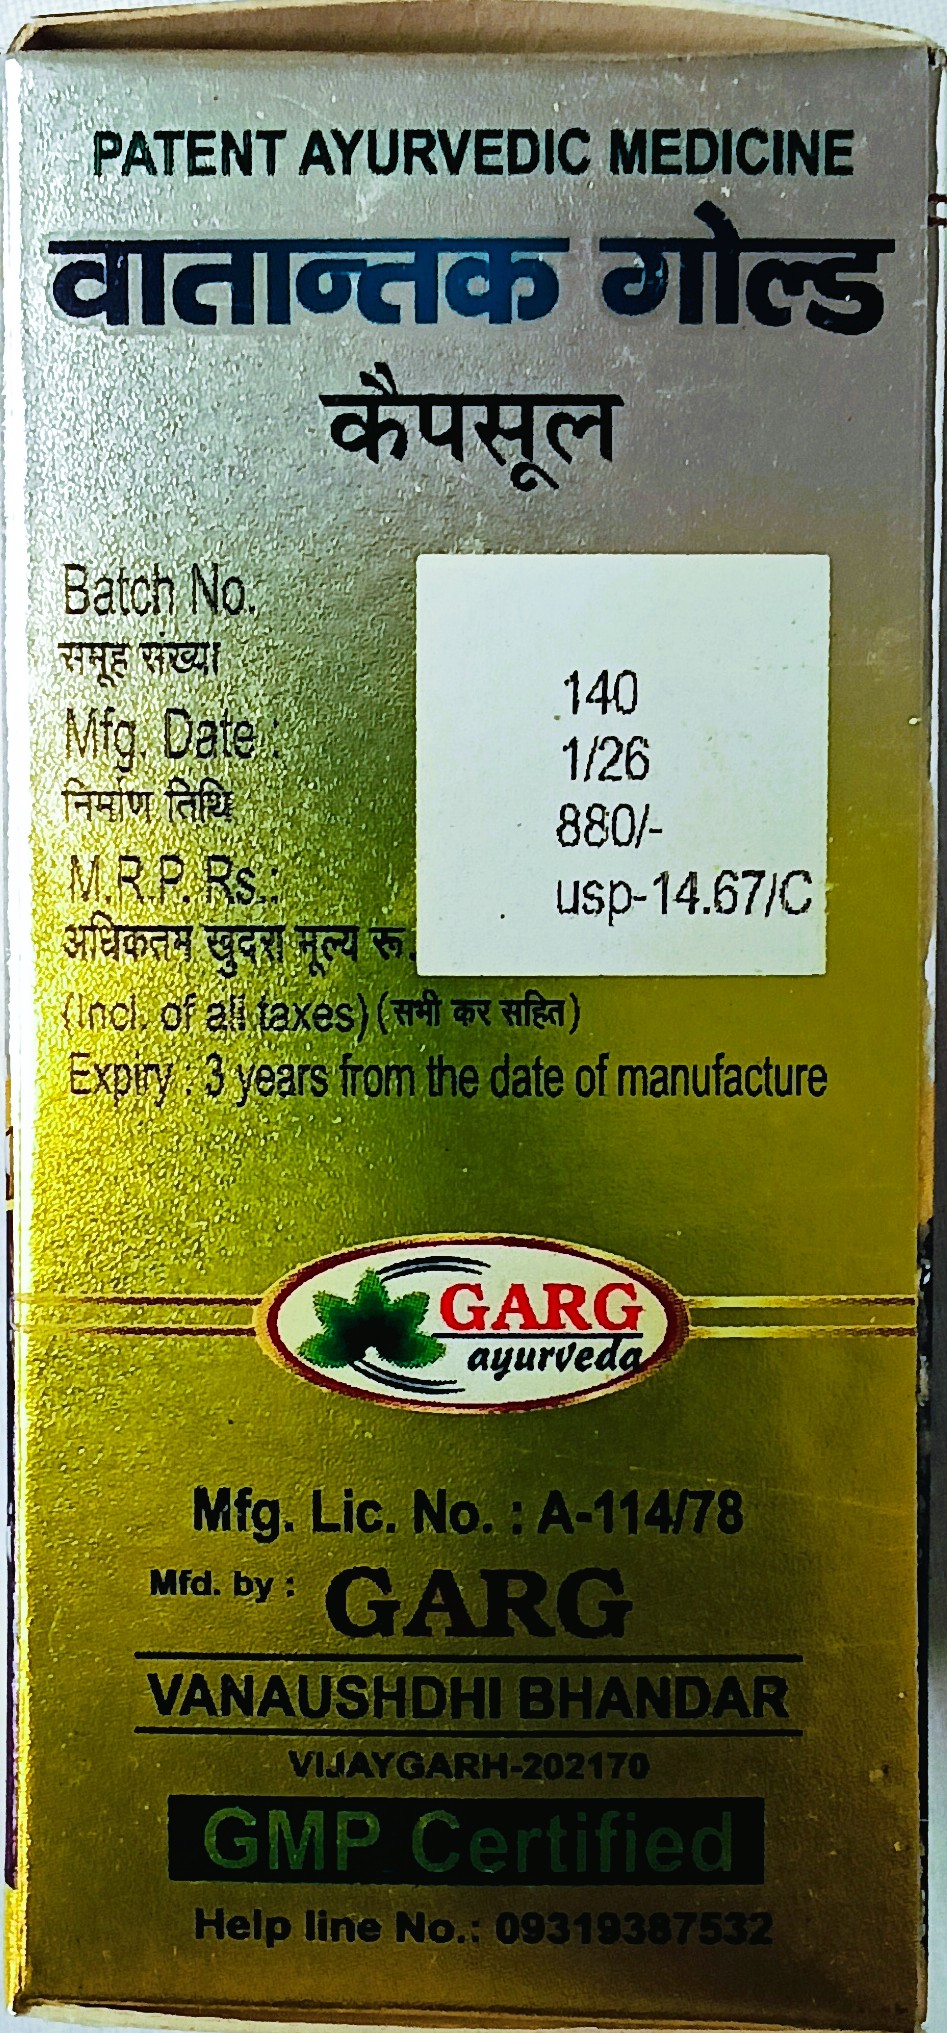 PATENT AYURVEDIC MEDICINE
वातान्तक गोल्ड
कैपसूल
Batch No.
समूह संख्या
140
Mfg. Date :
1/26
निर्माण तिथि
880/-
M.R.P. Rs.:
usp-14.67/C
अधिकतम खुदरा मूल्य रू.
(Incl. of all taxes) (सभी कर सहित)
Expiry : 3 years from the date of manufacture
GARG
ayurveda
Mfg. Lic. No. : A-114/78
Mfd. by : GARG
VANAUSHDHI BHANDAR
VIJAYGARH-202170
GMP Certified
Help line No.: 09319387532